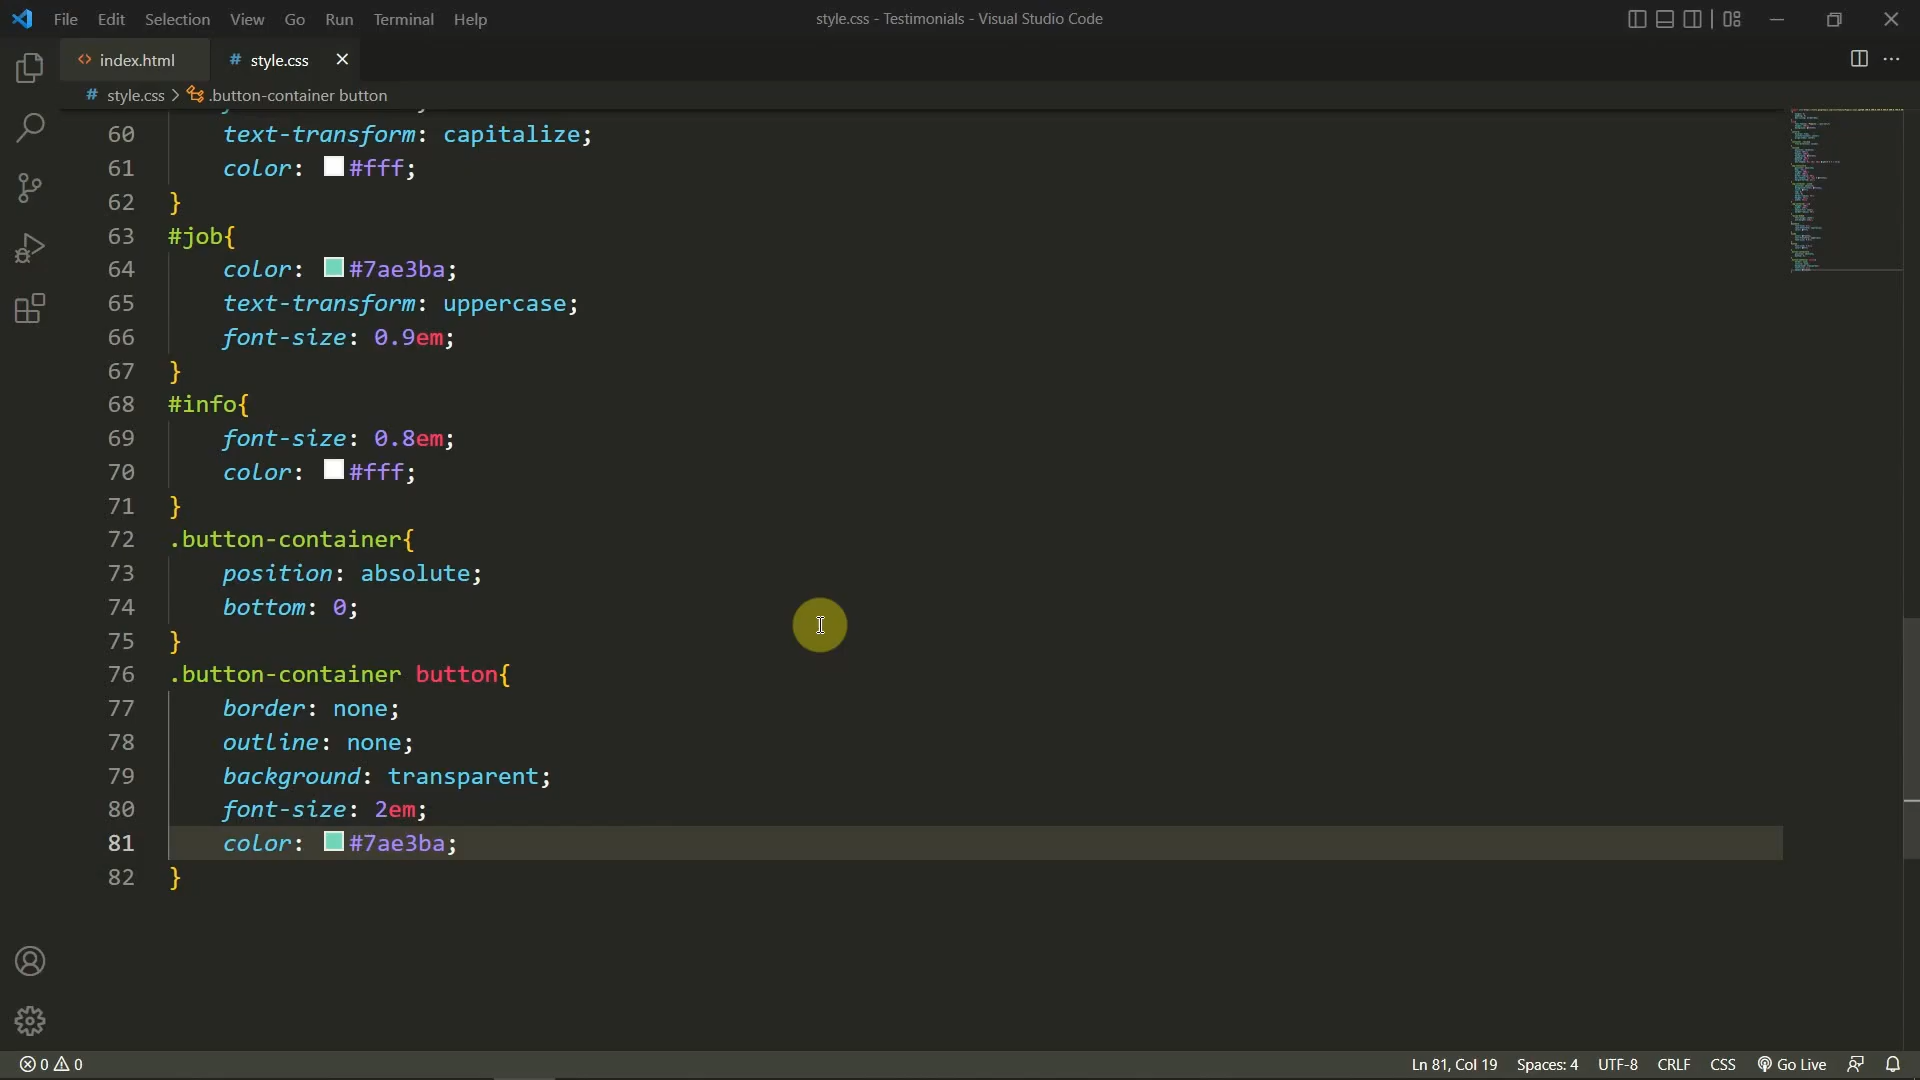 File Edit Selection View Go Run Terminal Help
style.css - Testimonials - Visual Studio Code
index.html
# style.css
# style.css > .button-container button
60 text-transform: capitalize;
61 color: #fff;
62 }
63 #job{
64 color: #7ae3ba;
65 text-transform: uppercase;
66 font-size: 0.9em;
67 }
68 #info{
69 font-size: 0.8em;
70 color: #fff;
71 }
72 .button-container{
73 position: absolute;
74 bottom: 0;
75 }
76 .button-container button{
77 border: none;
78 outline: none;
79 background: transparent;
80 font-size: 2em;
81 color: #7ae3ba;
82 }
0 0
Ln 81, Col 19 Spaces: 4 UTF-8 CRLF CSS Go Live